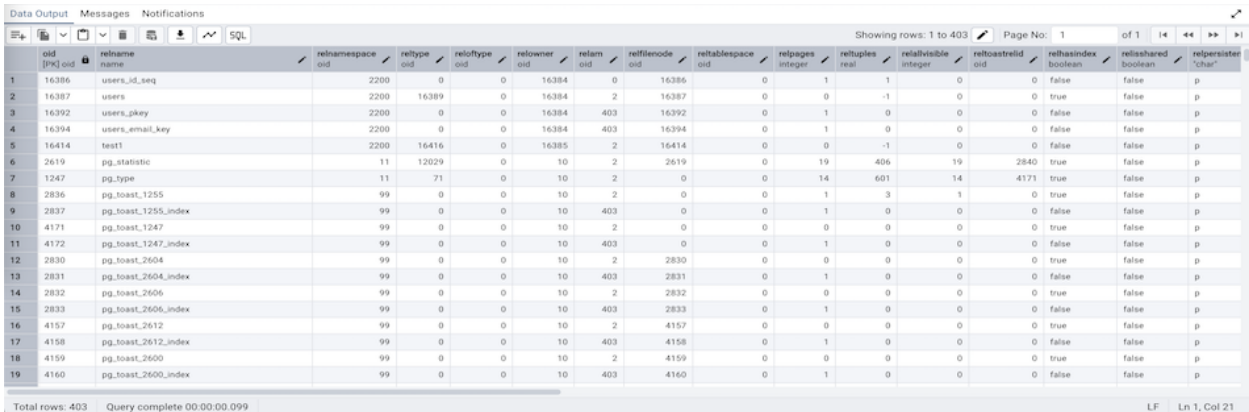 Data Output Messages Notifications
SQL Showing rows: 1 to 403 Page No: 1 of 1
oid relname relnamespace reltype reloftype relowner relam relfilenode reltablespace relpages reltuples relallvisible reltoastrelid relhasindex relisshared relpersisten
[PK] oid name oid oid oid oid oid oid oid integer real integer oid boolean boolean "char"
1 16386 users_id_seq 2200 0 0 16384 0 16386 0 1 1 0 0 false false p
2 16387 users 2200 16389 0 16384 2 16387 0 0 -1 0 0 true false p
3 16392 users_pkey 2200 0 0 16384 403 16392 0 1 0 0 0 false false p
4 16394 users_email_key 2200 0 0 16384 403 16394 0 1 0 0 0 false false p
5 16414 test1 2200 16416 0 16385 2 16414 0 0 -1 0 0 false false p
6 2619 pg_statistic 11 12029 0 10 2 2619 0 19 406 19 2840 true false p
7 1247 pg_type 11 71 0 10 2 0 0 14 601 14 4171 true false p
8 2836 pg_toast_1255 99 0 0 10 2 0 0 1 3 1 0 true false p
9 2837 pg_toast_1255_index 99 0 0 10 403 0 0 1 0 0 0 false false p
10 4171 pg_toast_1247 99 0 0 10 2 0 0 0 0 0 0 true false p
11 4172 pg_toast_1247_index 99 0 0 10 403 0 0 1 0 0 0 false false p
12 2830 pg_toast_2604 99 0 0 10 2 2830 0 0 0 0 0 true false p
13 2831 pg_toast_2604_index 99 0 0 10 403 2831 0 1 0 0 0 false false p
14 2832 pg_toast_2606 99 0 0 10 2 2832 0 0 0 0 0 true false p
15 2833 pg_toast_2606_index 99 0 0 10 403 2833 0 1 0 0 0 false false p
16 4157 pg_toast_2612 99 0 0 10 2 4157 0 0 0 0 0 true false p
17 4158 pg_toast_2612_index 99 0 0 10 403 4158 0 1 0 0 0 false false p
18 4159 pg_toast_2600 99 0 0 10 2 4159 0 0 0 0 0 true false p
19 4160 pg_toast_2600_index 99 0 0 10 403 4160 0 1 0 0 0 false false p
Total rows: 403 Query complete 00:00:00.099 LF Ln 1, Col 21